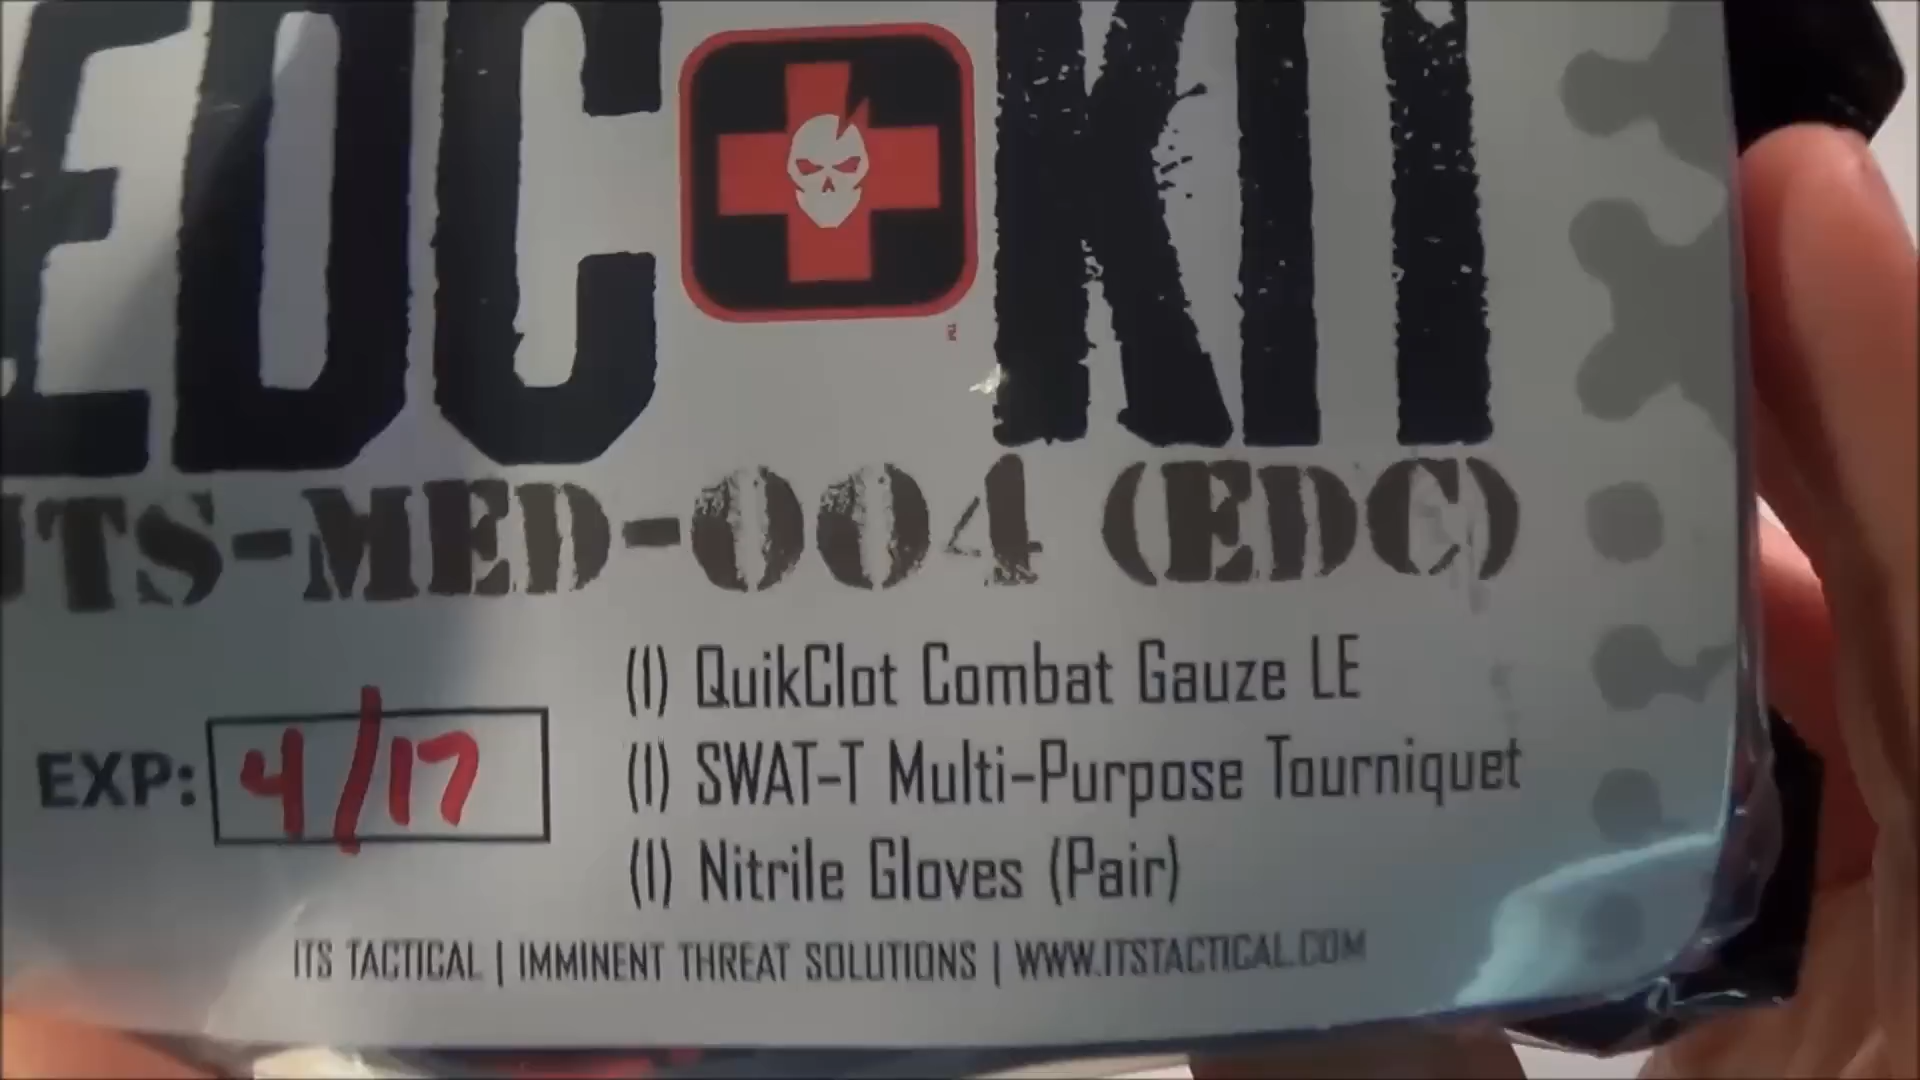 EDC KIT
ITS-MED-004 (EDC)
(1) QuikClot Combat Gauze LE
EXP: 4/17
(1) SWAT-T Multi-Purpose Tourniquet
(1) Nitrile Gloves (Pair)
ITS TACTICAL | IMMINENT THREAT SOLUTIONS | WWW.ITSTACTICAL.COM